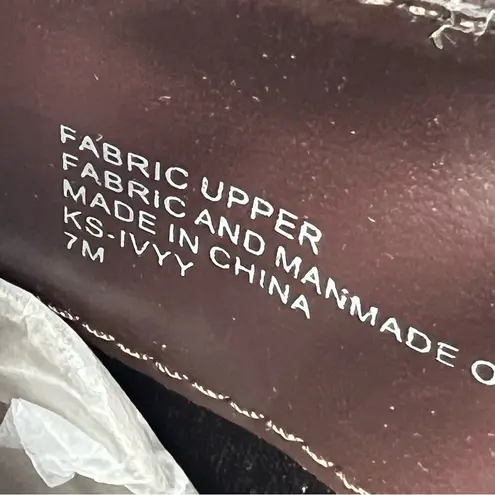 FABRIC UPPER
FABRIC AND MANMADE
MADE IN CHINA
KS-IVYY
7M